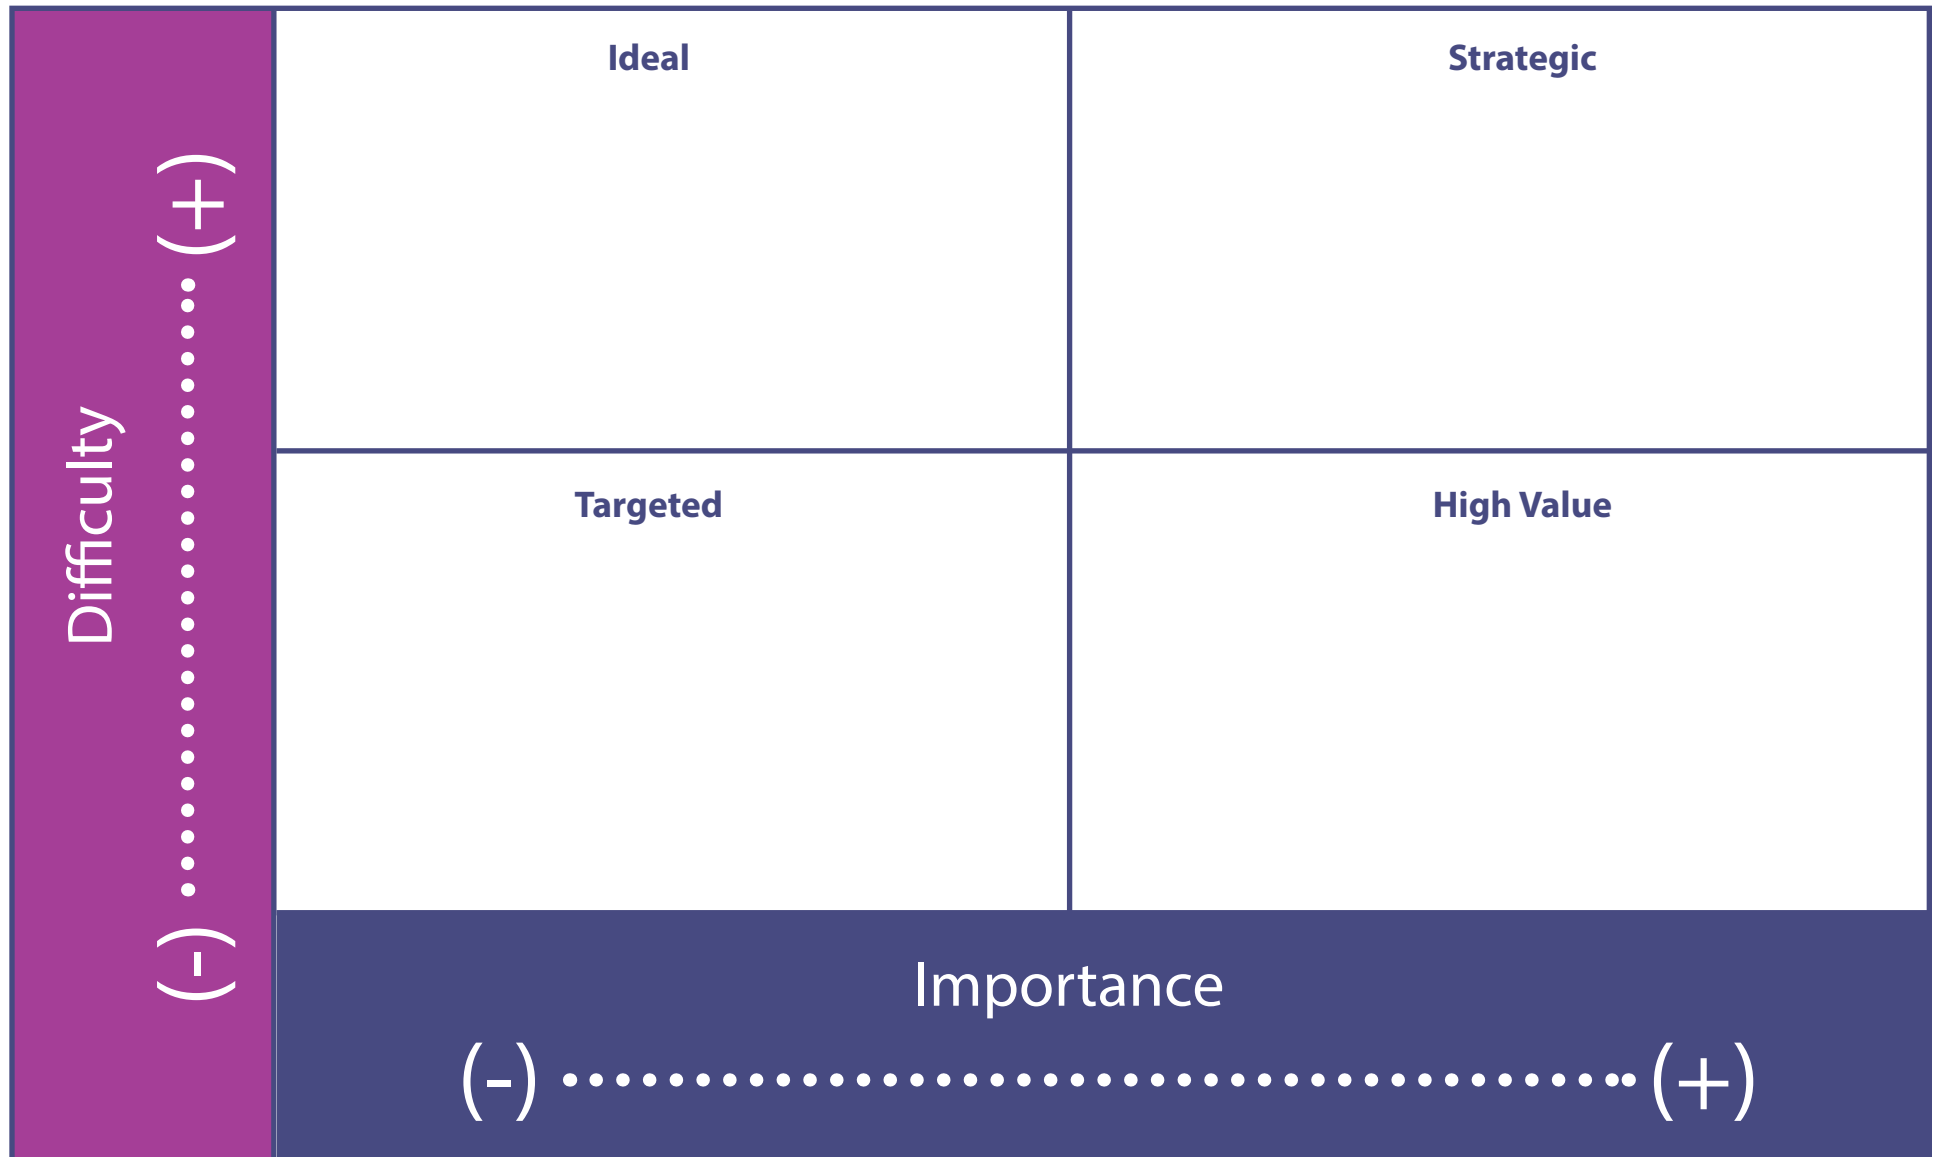 Ideal
Strategic
(+)
Difficulty
Targeted
High Value
(-)
Importance
(-)
(+)